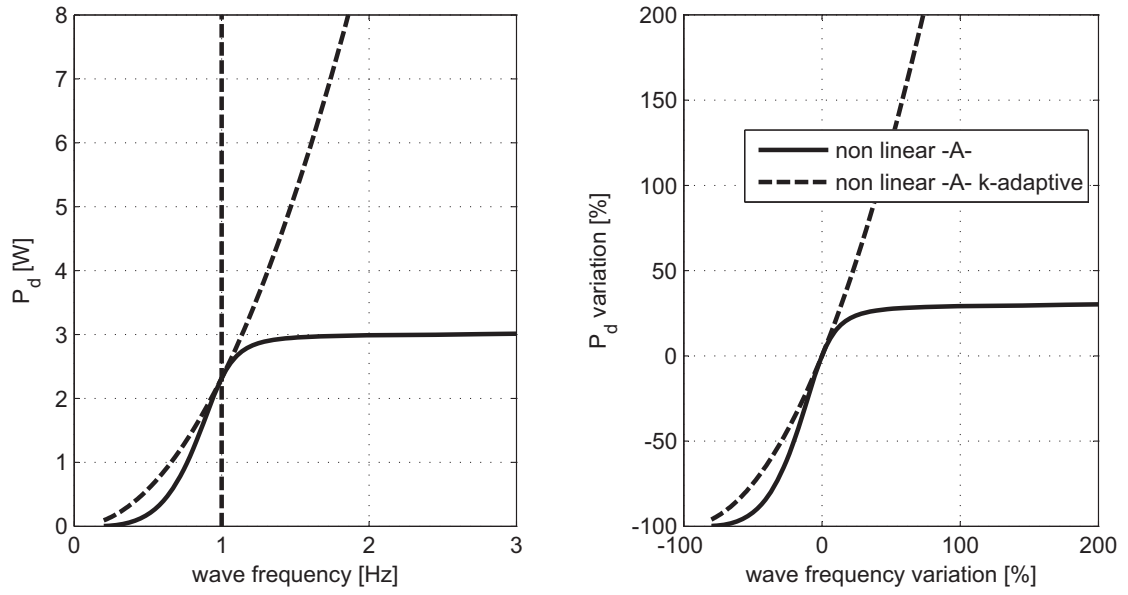 8
7
6
5
4
3
2
1
0
P_d [W]
0 1 2 3
wave frequency [Hz]
200
150
100
50
0
-50
-100
P_d variation [%]
non linear -A-
non linear -A- k-adaptive
-100 0 100 200
wave frequency variation [%]